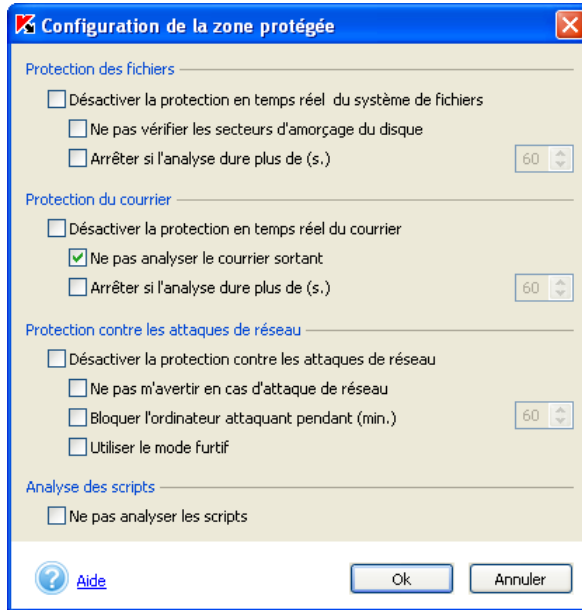 Configuration de la zone protégée
Protection des fichiers
Désactiver la protection en temps réel du système de fichiers
Ne pas vérifier les secteurs d'amorçage du disque
Arrêter si l'analyse dure plus de (s.) 60
Protection du courrier
Désactiver la protection en temps réel du courrier
Ne pas analyser le courrier sortant
Arrêter si l'analyse dure plus de (s.) 60
Protection contre les attaques de réseau
Désactiver la protection contre les attaques de réseau
Ne pas m'avertir en cas d'attaque de réseau
Bloquer l'ordinateur attaquant pendant (min.) 60
Utiliser le mode furtif
Analyse des scripts
Ne pas analyser les scripts
Aide Ok Annuler